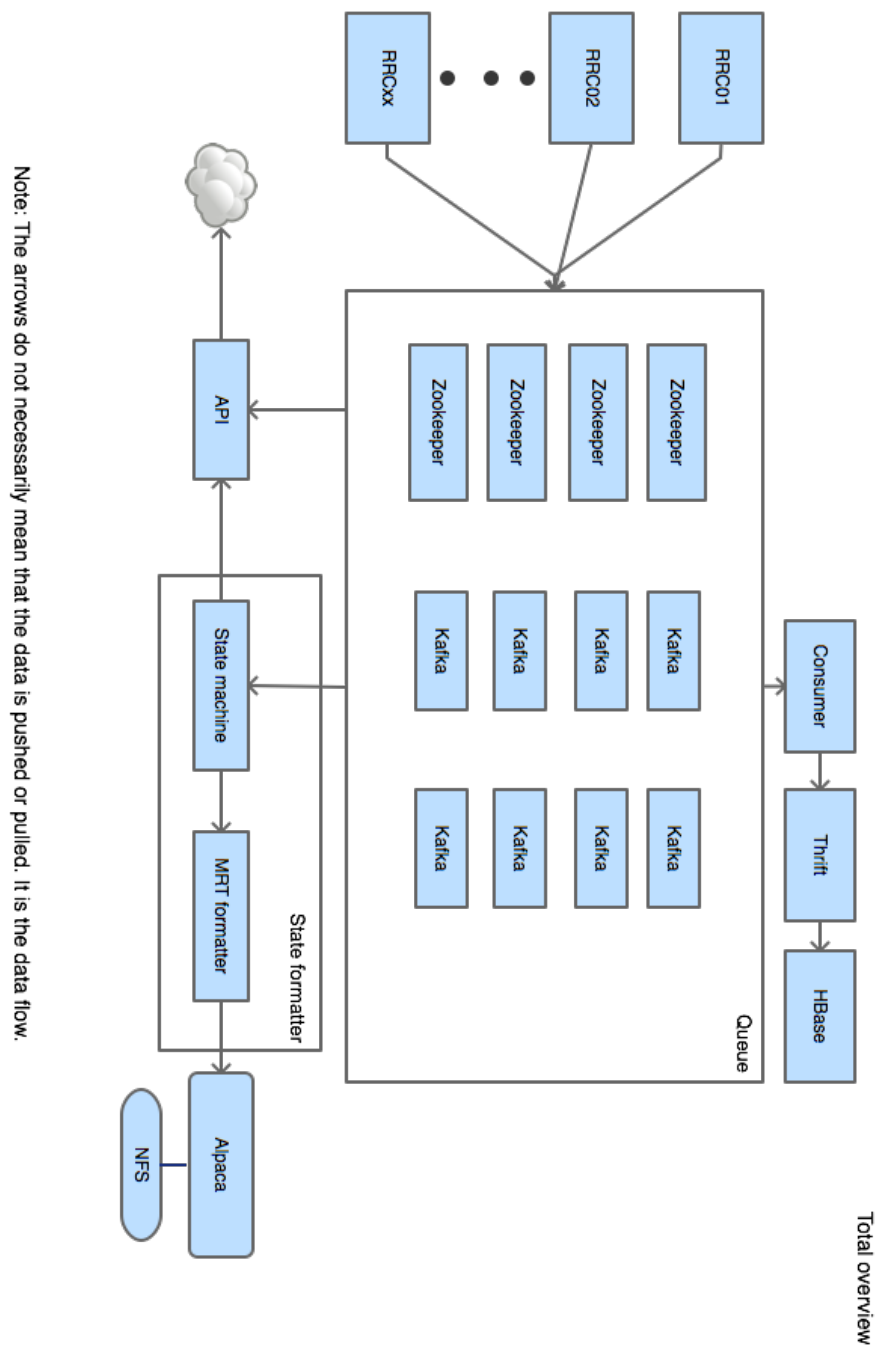 Total overview
RRC01
RRC02
RRCxx
Consumer
Thrift
HBase
Queue
Zookeeper
Zookeeper
Zookeeper
Zookeeper
Kafka
Kafka
Kafka
Kafka
Kafka
Kafka
Kafka
Kafka
State formatter
API
State machine
MRT formatter
Alpaca
NFS
Note: The arrows do not necessarily mean that the data is pushed or pulled. It is the data flow.